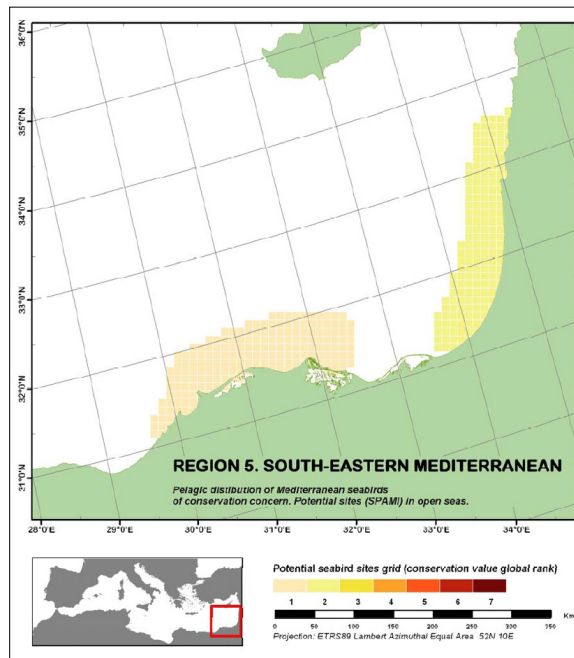 36°0'N
35°0'N
34°0'N
33°0'N
32°0'N
31°0'N
REGION 5. SOUTH-EASTERN MEDITERRANEAN
Pelagic distibution of Mediterranean seabirds
of conservation concern. Potential sites (SPAMI) in open seas.
28°0'E 29°0'E 30°0'E 31°0'E 32°0'E 33°0'E 34°0'E
Potential seabird sites grid (conservation value global rank)
1 2 3 4 5 6 7
Km
0 50 100 150 200 250 300 350
Projection: ETRS89 Lambert Azimuthal Equal Area 52N 10E